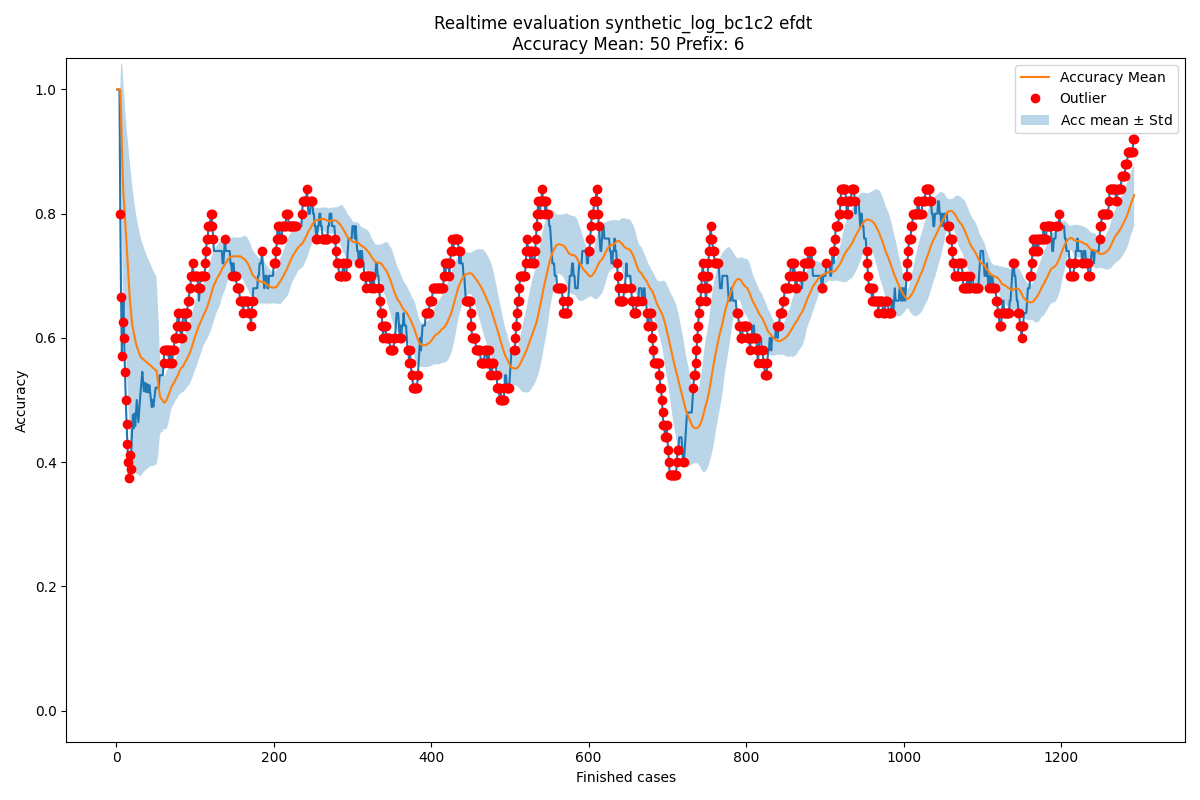 Realtime evaluation synthetic_log_bc1c2 efdt
Accuracy Mean: 50 Prefix: 6
Accuracy Mean
Outlier
Acc mean ± Std
Accuracy
1.0
0.8
0.6
0.4
0.2
0.0
0 200 400 600 800 1000 1200
Finished cases